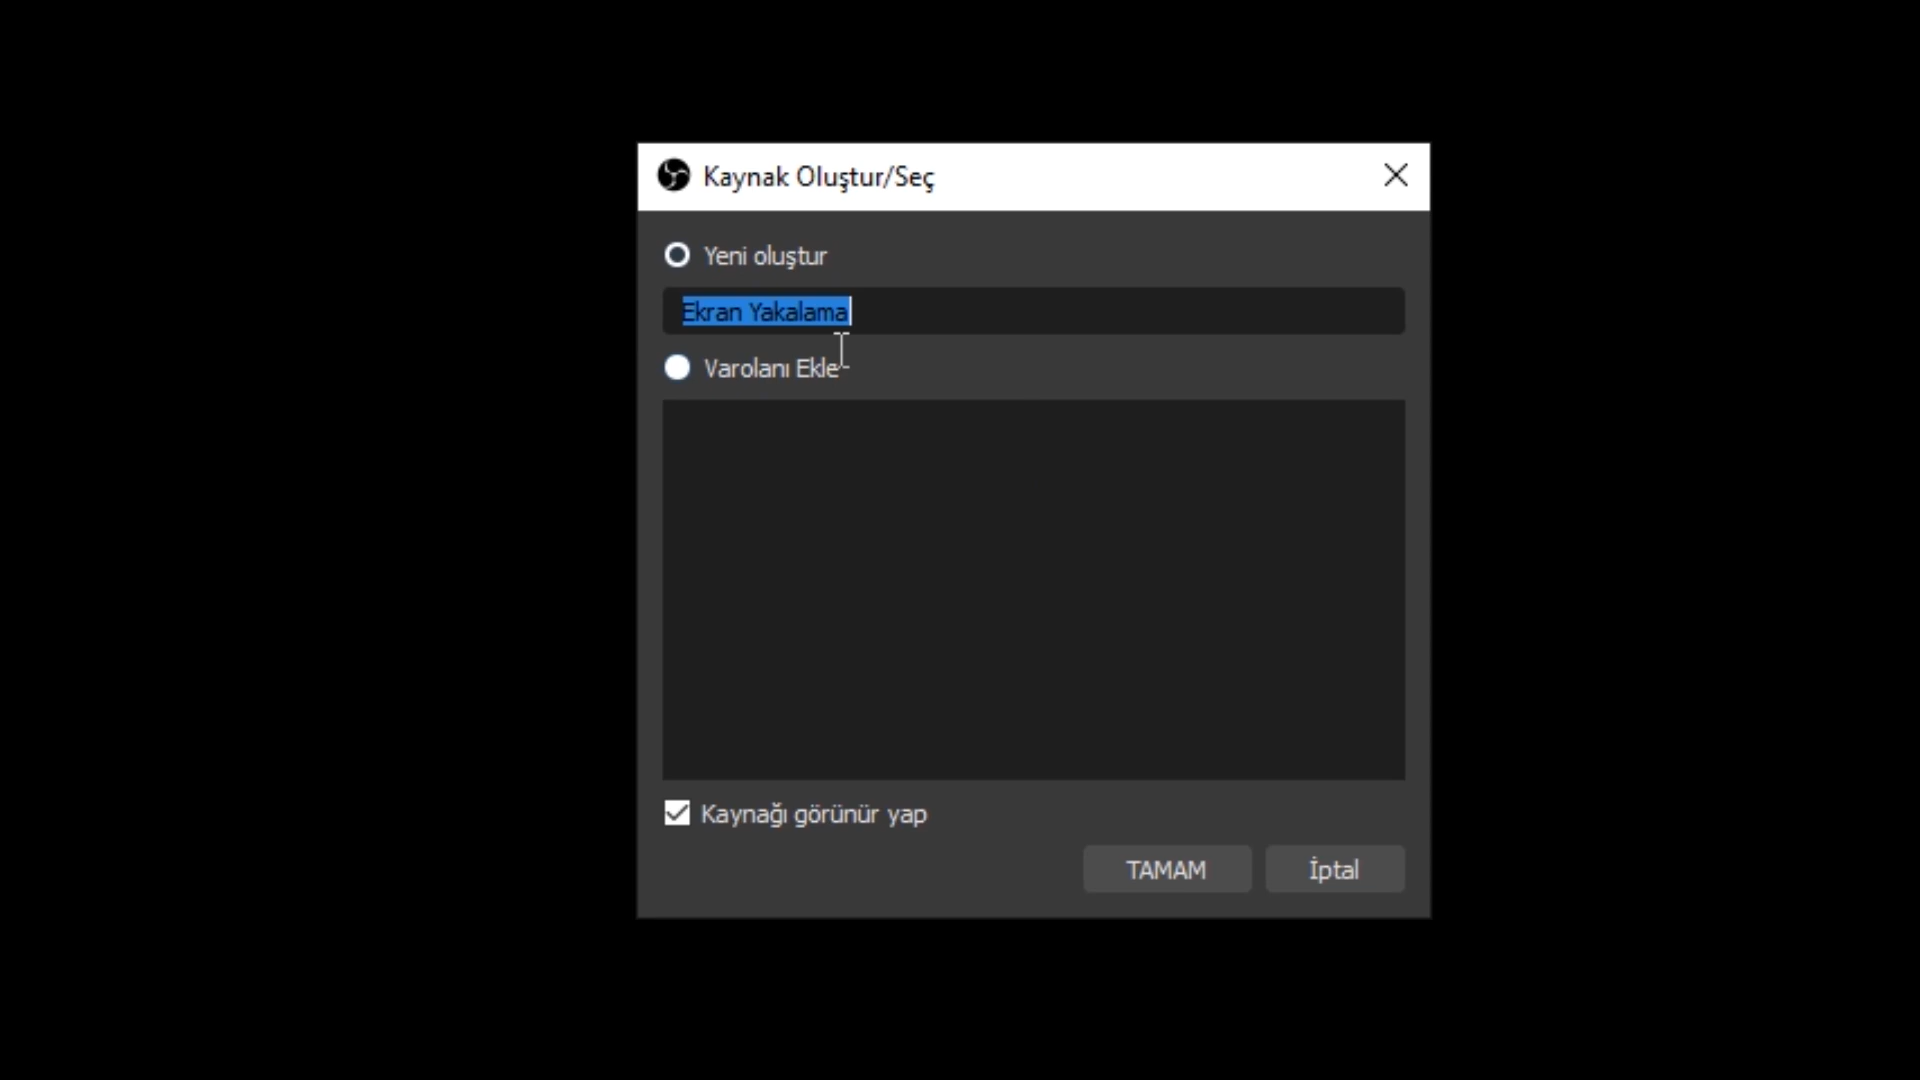 Kaynak Oluştur/Seç
Yeni oluştur
Ekran Yakalama
Varolanı Ekle
Kaynağı görünür yap
TAMAM
İptal